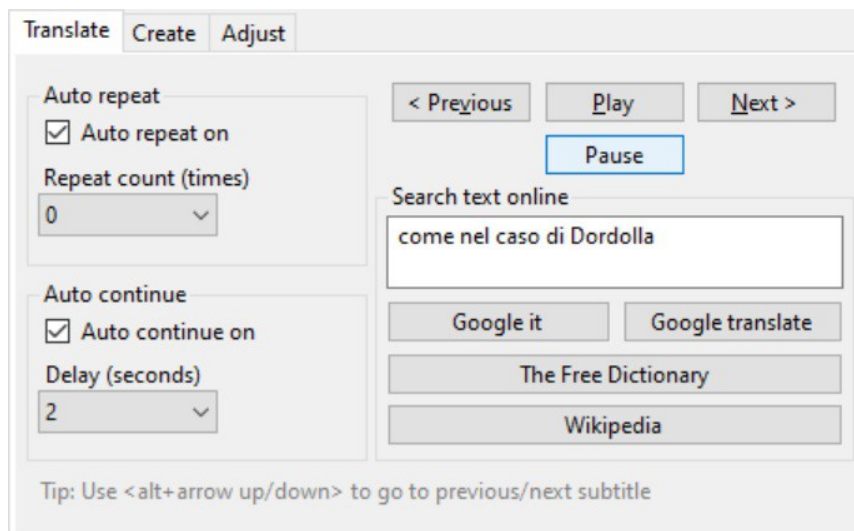 Translate Create Adjust
Auto repeat
Auto repeat on
Repeat count (times)
0
Auto continue
Auto continue on
Delay (seconds)
2
< Previous Play Next >
Pause
Search text online
come nel caso di Dordolla
Google it Google translate
The Free Dictionary
Wikipedia
Tip: Use <alt+arrow up/down> to go to previous/next subtitle